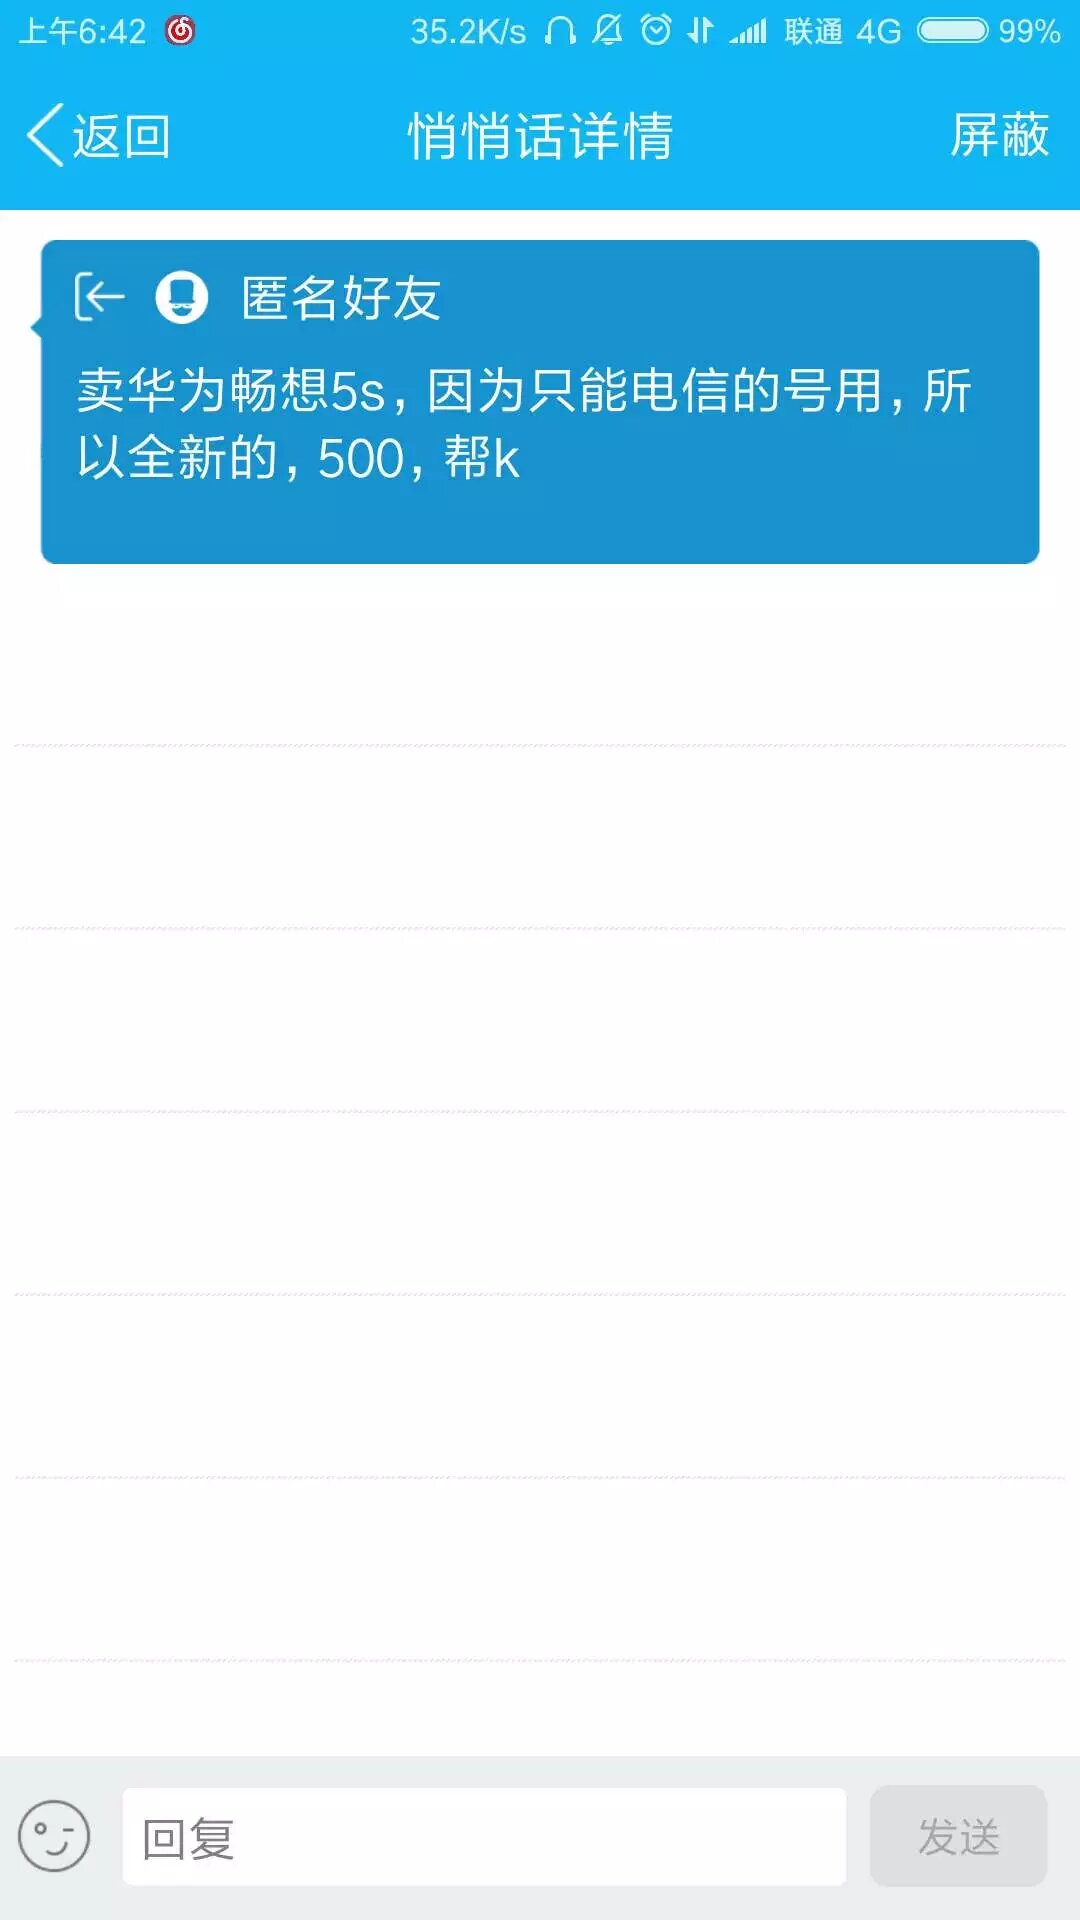 上午6:42 35.2K/s 联通 4G 99%
返回 悄悄话详情 屏蔽
匿名好友
卖华为畅想5s，因为只能电信的号用，所
以全新的，500，帮k
回复 发送